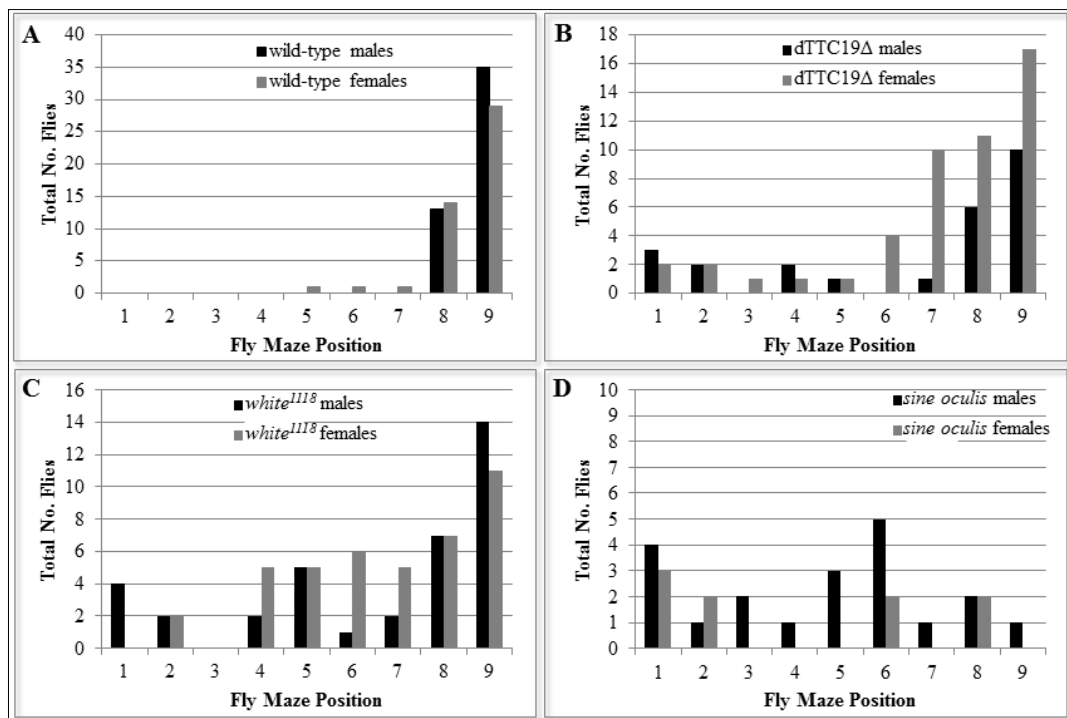 A
wild-type males
wild-type females
Total No. Flies
40
35
30
25
20
15
10
5
0
1 2 3 4 5 6 7 8 9
Fly Maze Position
B
dTTC19Δ males
dTTC19Δ females
Total No. Flies
18
16
14
12
10
8
6
4
2
0
1 2 3 4 5 6 7 8 9
Fly Maze Position
C
white1118 males
white1118 females
Total No. Flies
16
14
12
10
8
6
4
2
0
1 2 3 4 5 6 7 8 9
Fly Maze Position
D
sine oculis males
sine oculis females
Total No. Flies
10
9
8
7
6
5
4
3
2
1
0
1 2 3 4 5 6 7 8 9
Fly Maze Position